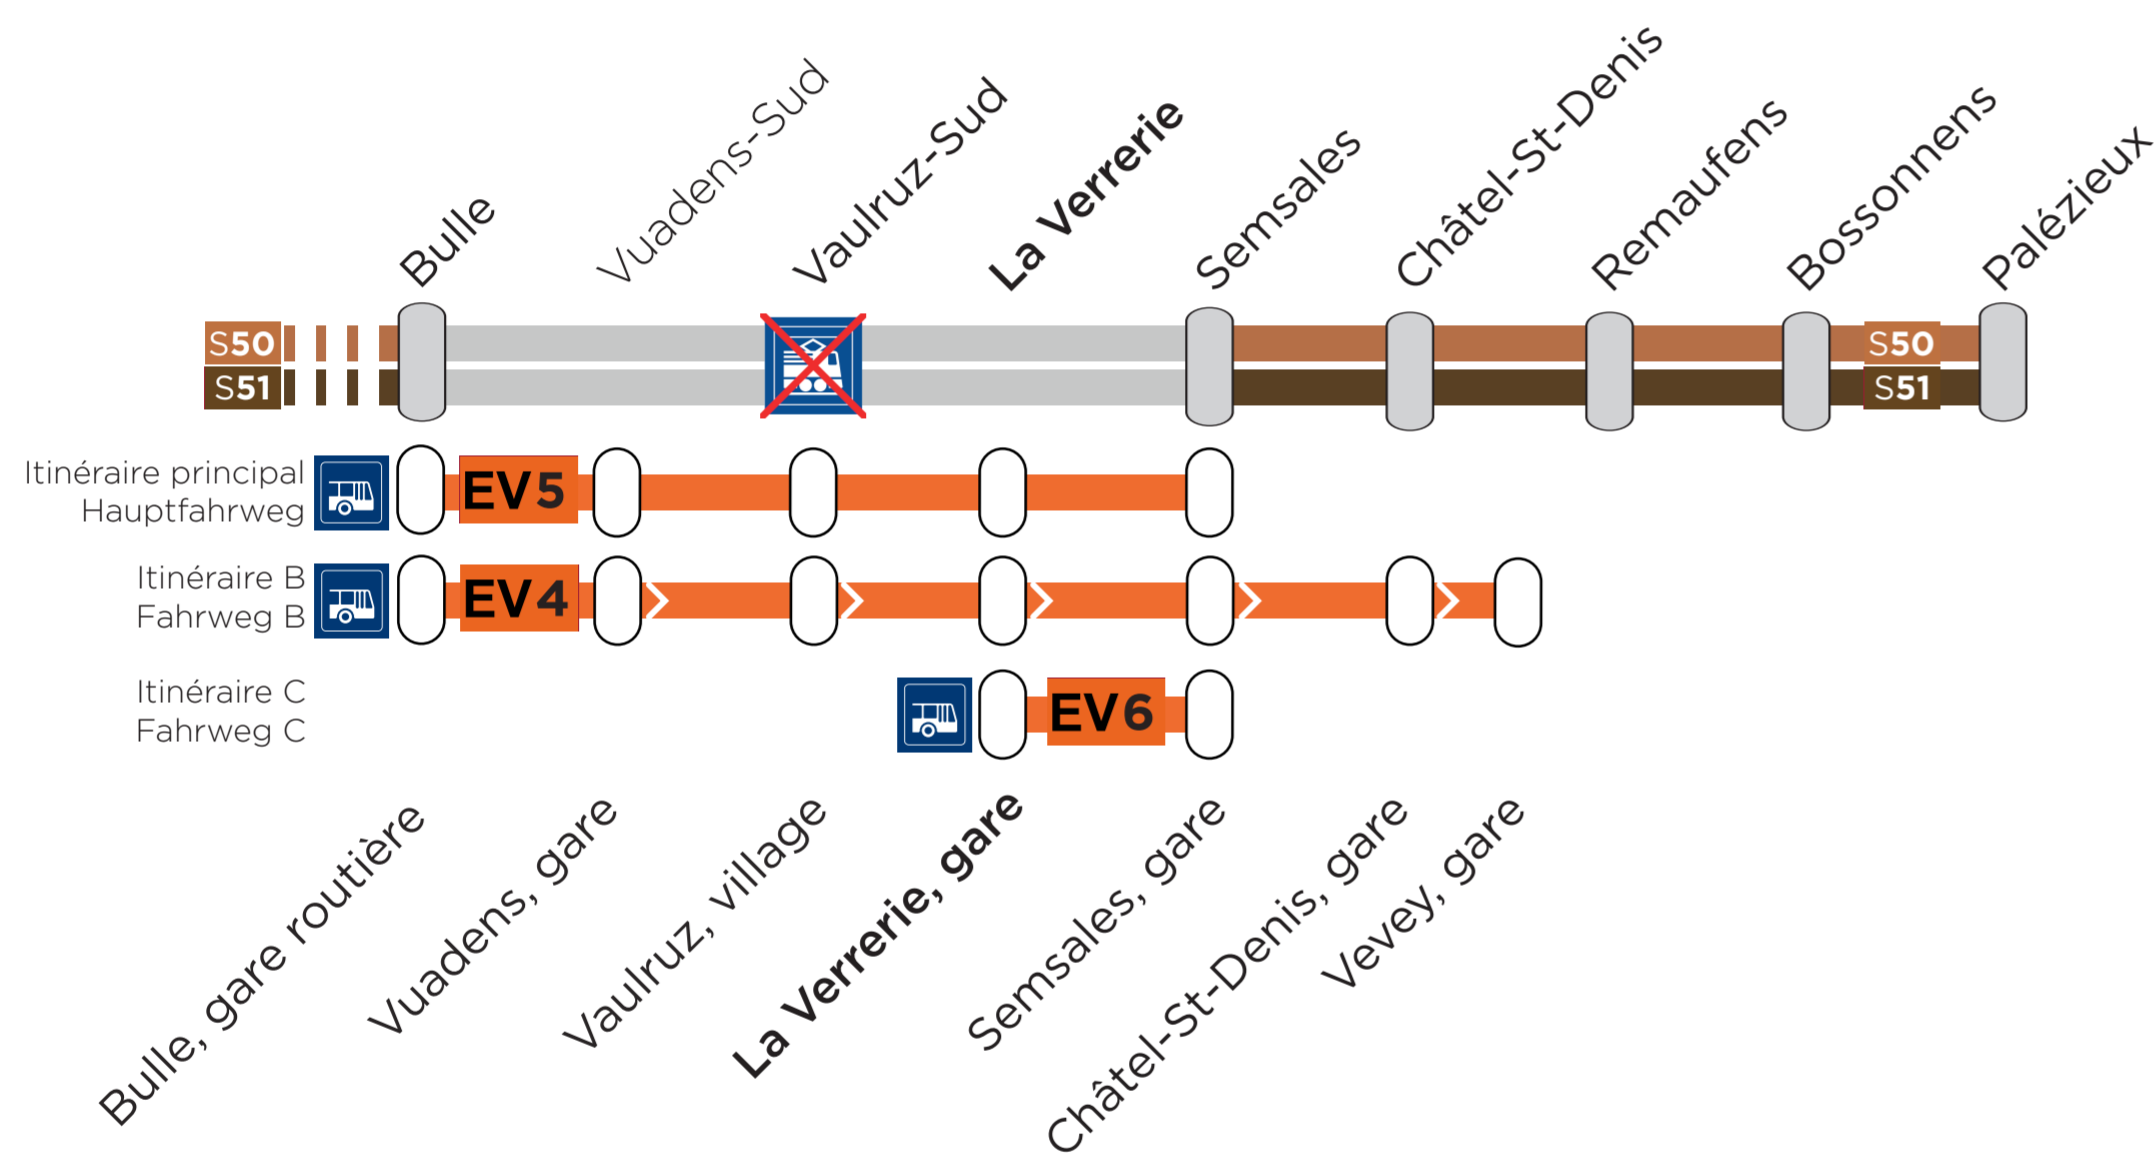 Bulle
Vuadens-Sud
Vaulruz-Sud
La Verrerie
Semsales
Châtel-St-Denis
Remaufens
Bossonnens
Palézieux
S50
S50
S51
S51
Itinéraire principal
Hauptfahrweg
EV5
Itinéraire B
Fahrweg B
EV4
Itinéraire C
Fahrweg C
EV6
Bulle, gare routière
Vuadens, gare
Vaulruz, village
La Verrerie, gare
Semsales, gare
Châtel-St-Denis, gare
Vevey, gare